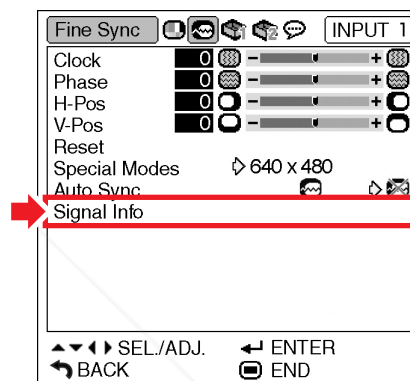 Fine Sync INPUT 1
Clock 0 - +
Phase 0 - +
H-Pos 0 - +
V-Pos 0 - +
Reset
Special Modes 640 x 480
Auto Sync
Signal Info
SEL./ADJ. ENTER
BACK END